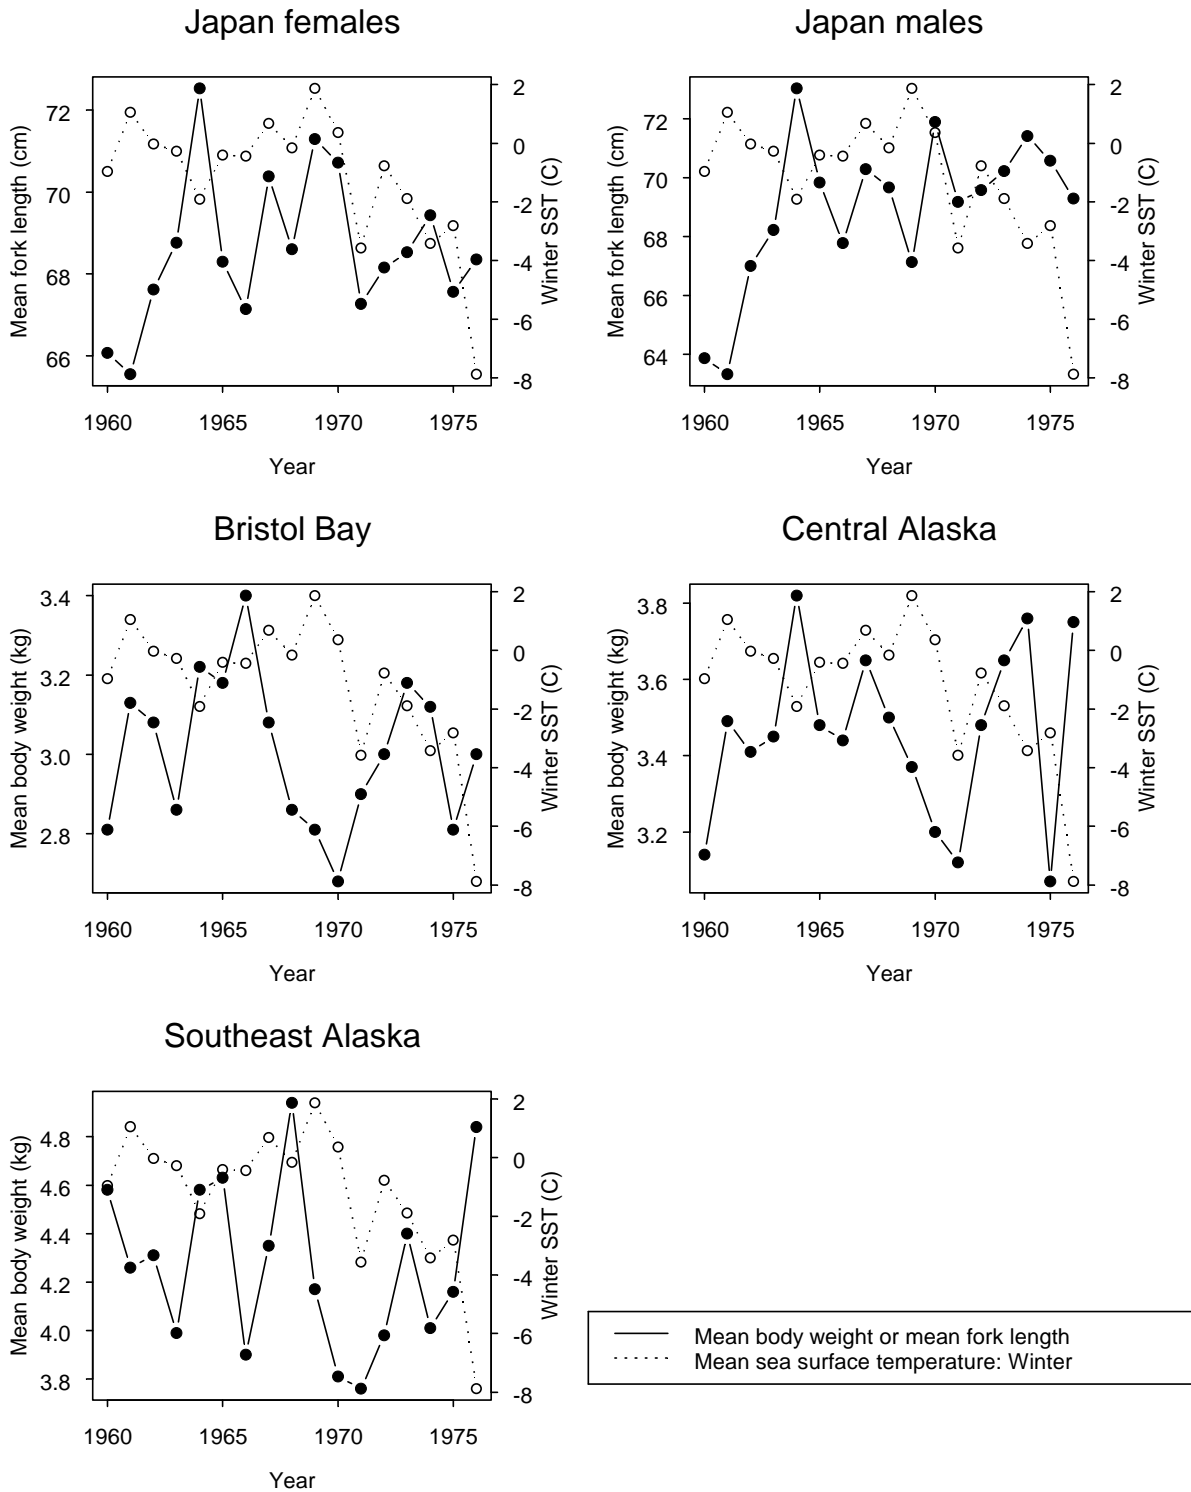 Japan females
Mean fork length (cm)
72
70
68
66
2
0
-2
-4
-6
-8
Winter SST (C)
1960 1965 1970 1975
Year
Japan males
Mean fork length (cm)
72
70
68
66
64
2
0
-2
-4
-6
-8
Winter SST (C)
1960 1965 1970 1975
Year
Bristol Bay
Mean body weight (kg)
3.4
3.2
3.0
2.8
2
0
-2
-4
-6
-8
Winter SST (C)
1960 1965 1970 1975
Year
Central Alaska
Mean body weight (kg)
3.8
3.6
3.4
3.2
2
0
-2
-4
-6
-8
Winter SST (C)
1960 1965 1970 1975
Year
Southeast Alaska
Mean body weight (kg)
4.8
4.6
4.4
4.2
4.0
3.8
2
0
-2
-4
-6
-8
Winter SST (C)
1960 1965 1970 1975
Year
Mean body weight or mean fork length
Mean sea surface temperature: Winter